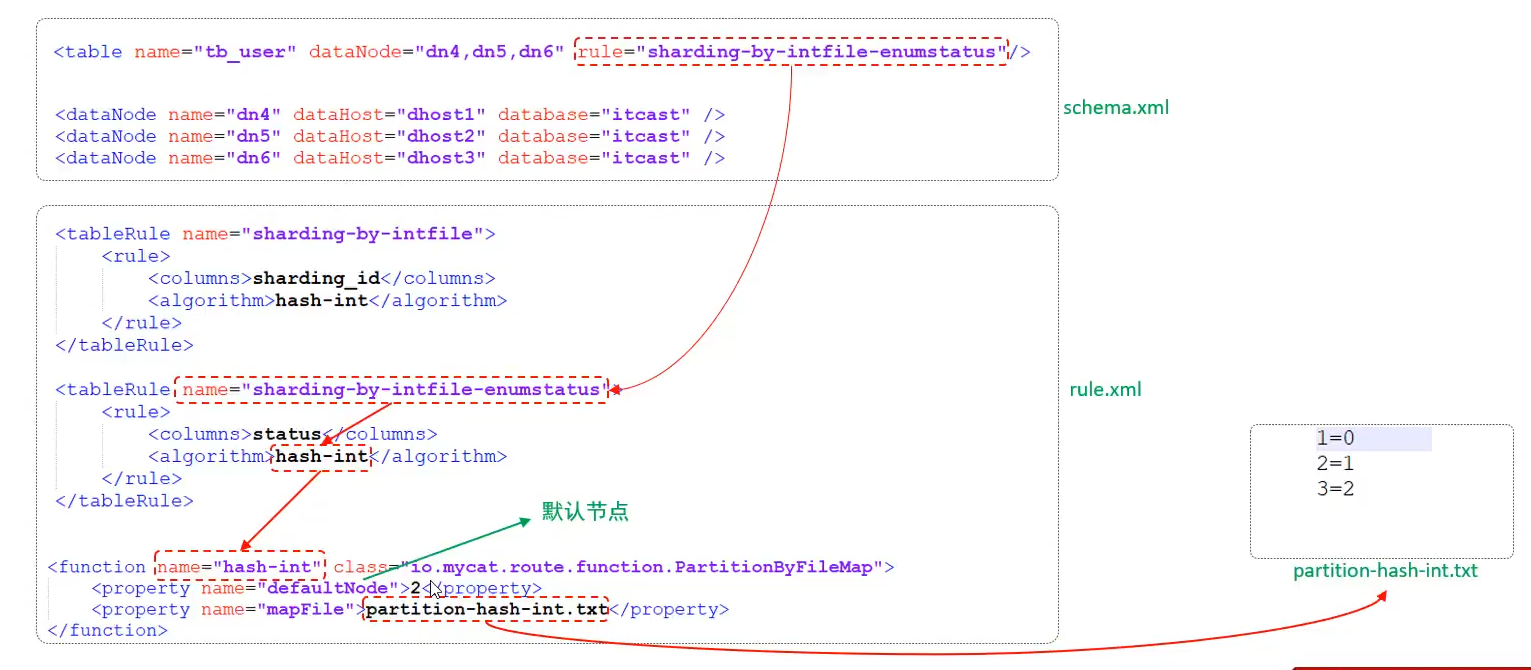 <table name="tb_user" dataNode="dn4,dn5,dn6" rule="sharding-by-intfile-enumstatus"/>
<dataNode name="dn4" dataHost="dhost1" database="itcast" />
<dataNode name="dn5" dataHost="dhost2" database="itcast" />
<dataNode name="dn6" dataHost="dhost3" database="itcast" />
schema.xml
<tableRule name="sharding-by-intfile">
<rule>
<columns>sharding_id</columns>
<algorithm>hash-int</algorithm>
</rule>
</tableRule>
<tableRule name="sharding-by-intfile-enumstatus">
<rule>
<columns>status</columns>
<algorithm>hash-int</algorithm>
</rule>
</tableRule>
默认节点
<function name="hash-int" class="io.mycat.route.function.PartitionByFileMap">
<property name="defaultNode">2</property>
<property name="mapFile">partition-hash-int.txt</property>
</function>
rule.xml
1=0
2=1
3=2
partition-hash-int.txt